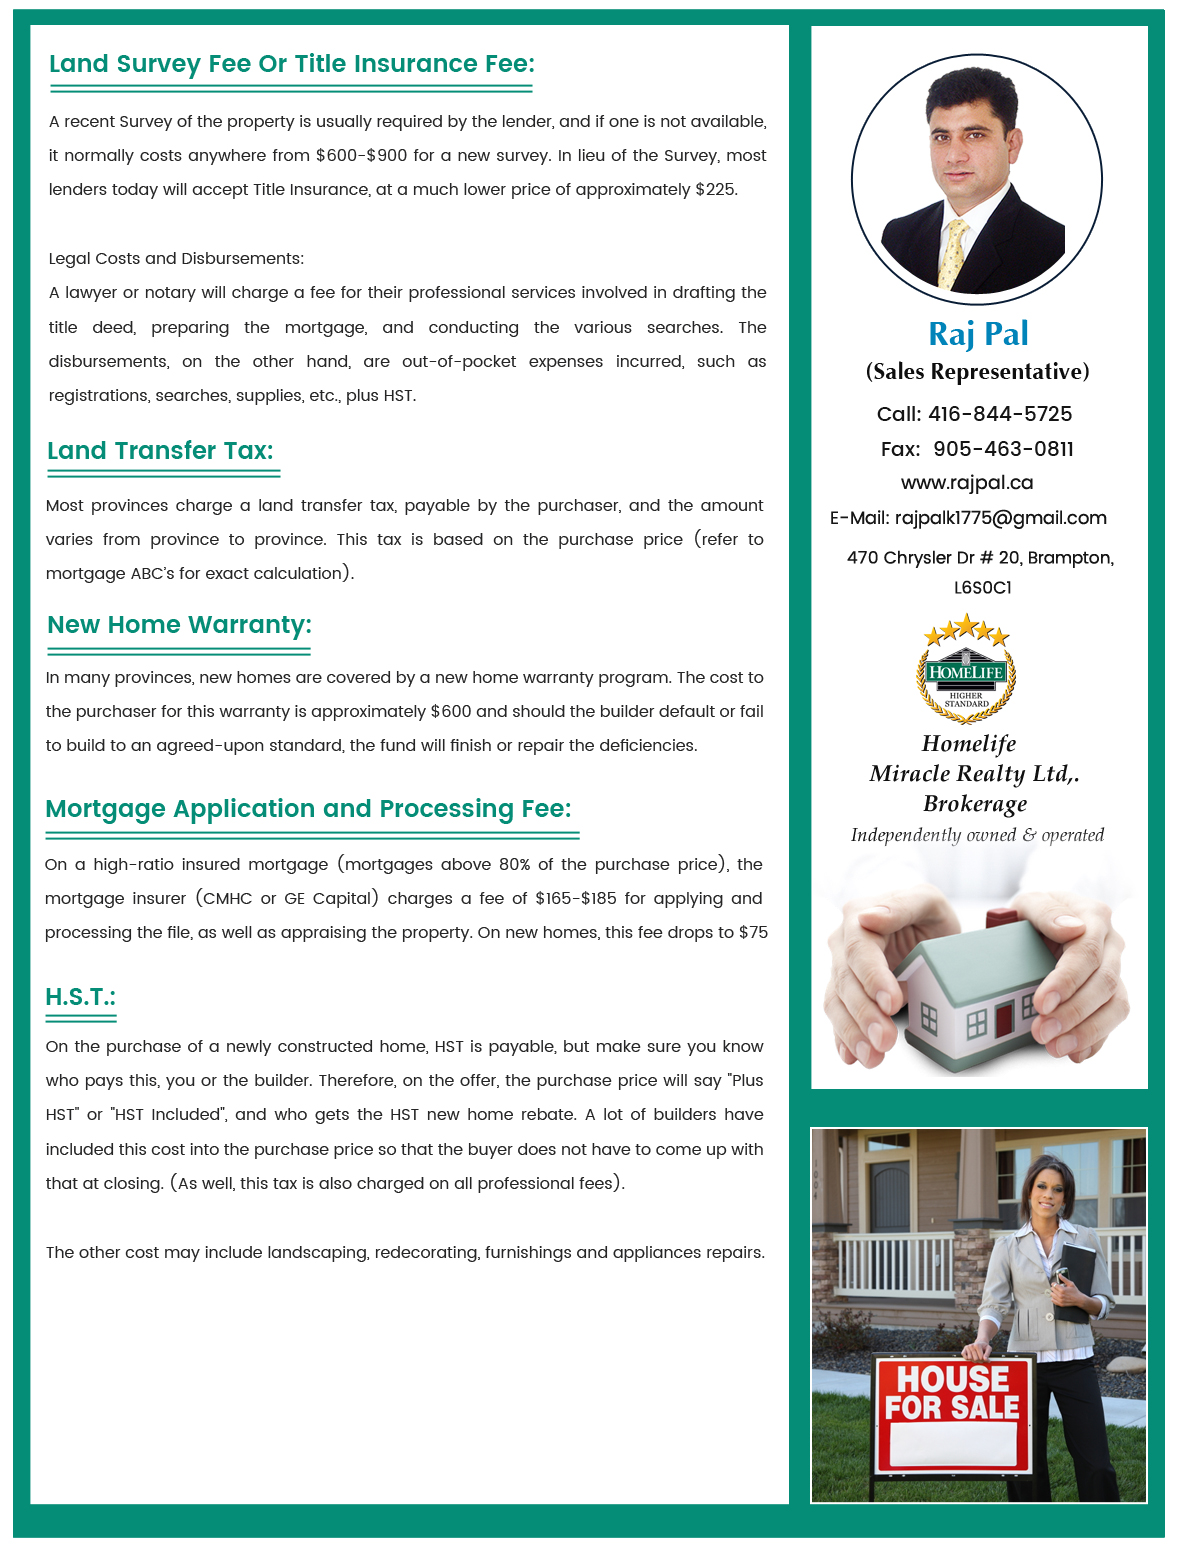 Land Survey Fee Or Title Insurance Fee:
A recent Survey of the property is usually required by the lender, and if one is not available,
it normally costs anywhere from $600-$900 for a new survey. In lieu of the Survey, most
lenders today will accept Title Insurance, at a much lower price of approximately $225.
Legal Costs and Disbursements:
A lawyer or notary will charge a fee for their professional services involved in drafting the
title deed, preparing the mortgage, and conducting the various searches. The
disbursements, on the other hand, are out-of-pocket expenses incurred, such as
registrations, searches, supplies, etc., plus HST.
Land Transfer Tax:
Most provinces charge a land transfer tax, payable by the purchaser, and the amount
varies from province to province. This tax is based on the purchase price (refer to
mortgage ABC’s for exact calculation).
New Home Warranty:
In many provinces, new homes are covered by a new home warranty program. The cost to
the purchaser for this warranty is approximately $600 and should the builder default or fail
to build to an agreed-upon standard, the fund will finish or repair the deficiencies.
Mortgage Application and Processing Fee:
On a high-ratio insured mortgage (mortgages above 80% of the purchase price), the
mortgage insurer (CMHC or GE Capital) charges a fee of $165-$185 for applying and
processing the file, as well as appraising the property. On new homes, this fee drops to $75
H.S.T.:
On the purchase of a newly constructed home, HST is payable, but make sure you know
who pays this, you or the builder. Therefore, on the offer, the purchase price will say "Plus
HST" or "HST Included", and who gets the HST new home rebate. A lot of builders have
included this cost into the purchase price so that the buyer does not have to come up with
that at closing. (As well, this tax is also charged on all professional fees).
The other cost may include landscaping, redecorating, furnishings and appliances repairs.
Raj Pal
(Sales Representative)
Call: 416-844-5725
Fax: 905-463-0811
www.rajpal.ca
E-Mail: rajpalk1775@gmail.com
470 Chrysler Dr # 20, Brampton,
L6S0C1
HOMELIFE
HIGHER
STANDARD
Homelife
Miracle Realty Ltd,.
Brokerage
Independently owned & operated
1004
HOUSE
FOR SALE